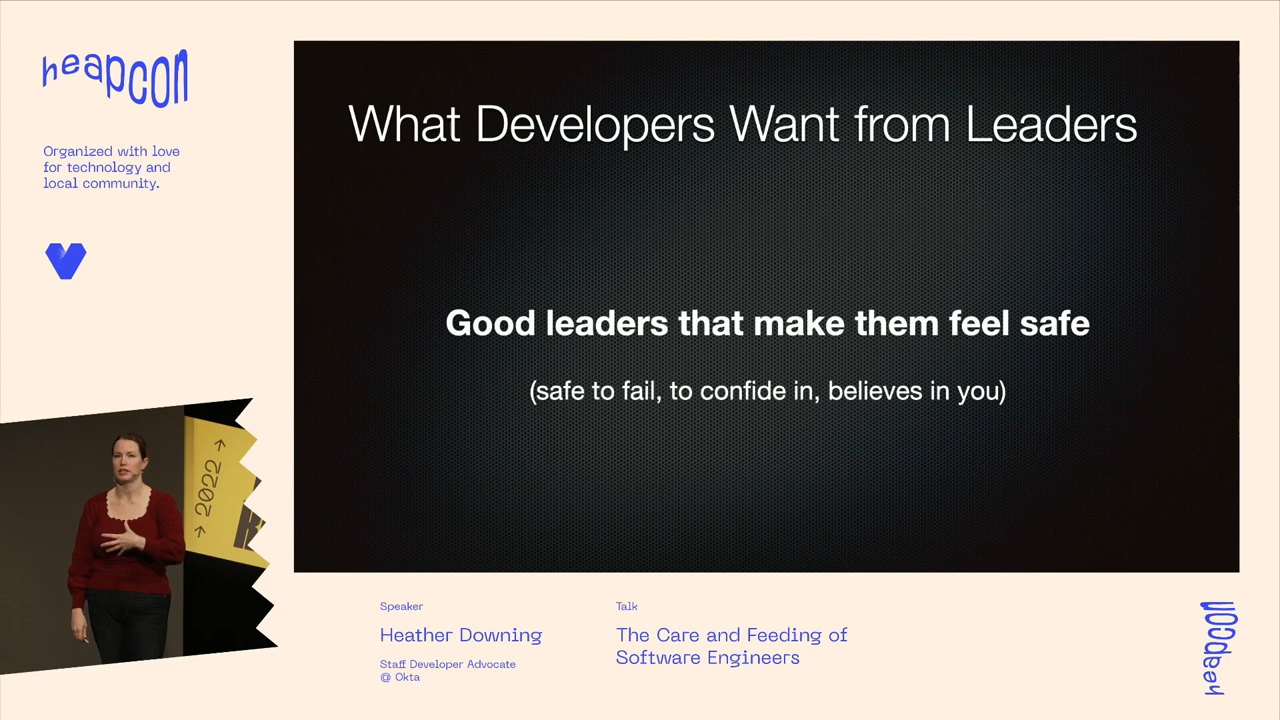 heapcon
Organized with love
for technology and
local community.
What Developers Want from Leaders
Good leaders that make them feel safe
(safe to fail, to confide in, believes in you)
→ 2022 →
Speaker
Heather Downing
Staff Developer Advocate
@ Okta
Talk
The Care and Feeding of
Software Engineers
heapcon